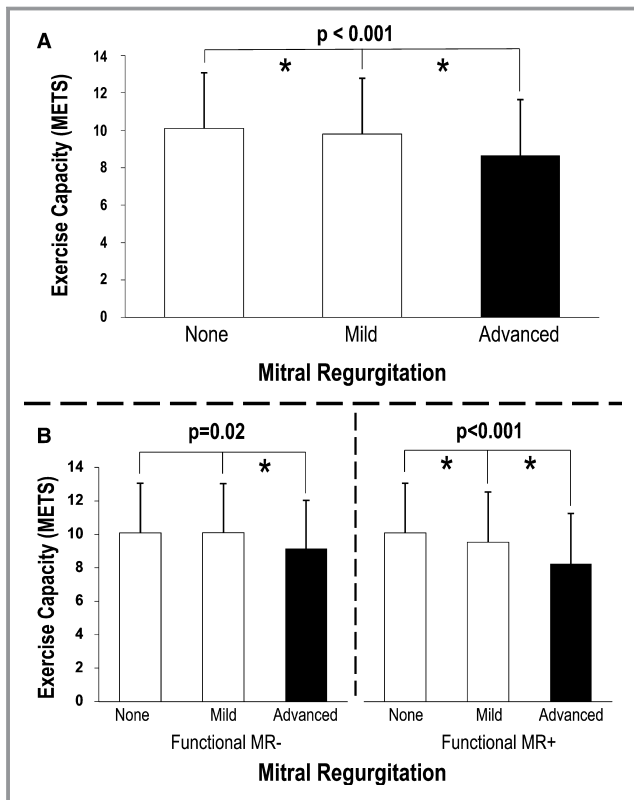 A
p < 0.001
* *
Exercise Capacity (METS)
14
12
10
8
6
4
2
0
None Mild Advanced
Mitral Regurgitation
B
p=0.02 p<0.001
* * *
Exercise Capacity (METS)
14
12
10
8
6
4
2
0
None Mild Advanced None Mild Advanced
Functional MR- Functional MR+
Mitral Regurgitation